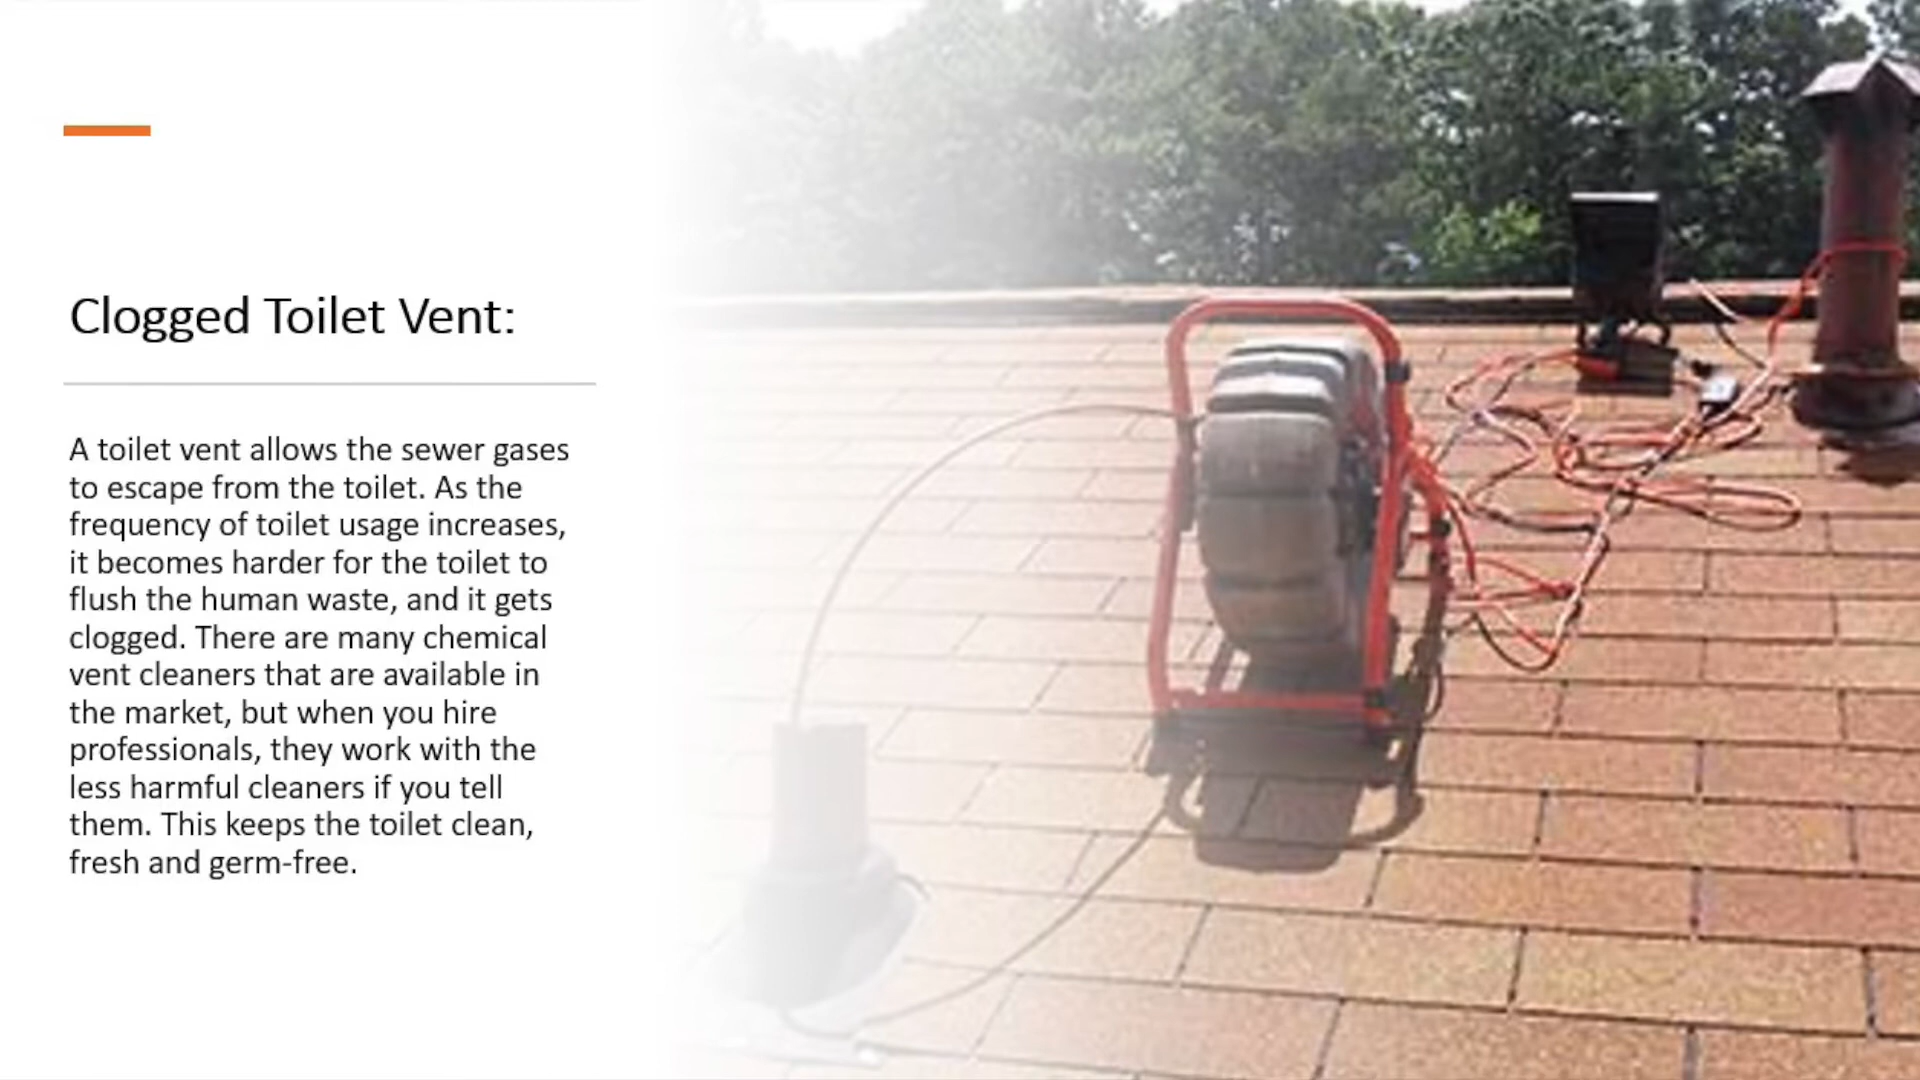 Clogged Toilet Vent:
A toilet vent allows the sewer gases
to escape from the toilet. As the
frequency of toilet usage increases,
it becomes harder for the toilet to
flush the human waste, and it gets
clogged. There are many chemical
vent cleaners that are available in
the market, but when you hire
professionals, they work with the
less harmful cleaners if you tell
them. This keeps the toilet clean,
fresh and germ-free.